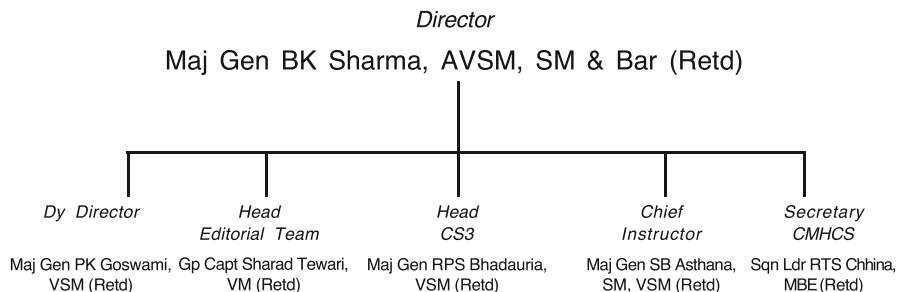 Director
Maj Gen BK Sharma, AVSM, SM & Bar (Retd)
Dy Director
Maj Gen PK Goswami,
VSM (Retd)
Head
Editorial Team
Gp Capt Sharad Tewari,
VM (Retd)
Head
CS3
Maj Gen RPS Bhadauria,
VSM (Retd)
Chief
Instructor
Maj Gen SB Asthana,
SM, VSM (Retd)
Secretary
CMHCS
Sqn Ldr RTS Chhina,
MBE (Retd)